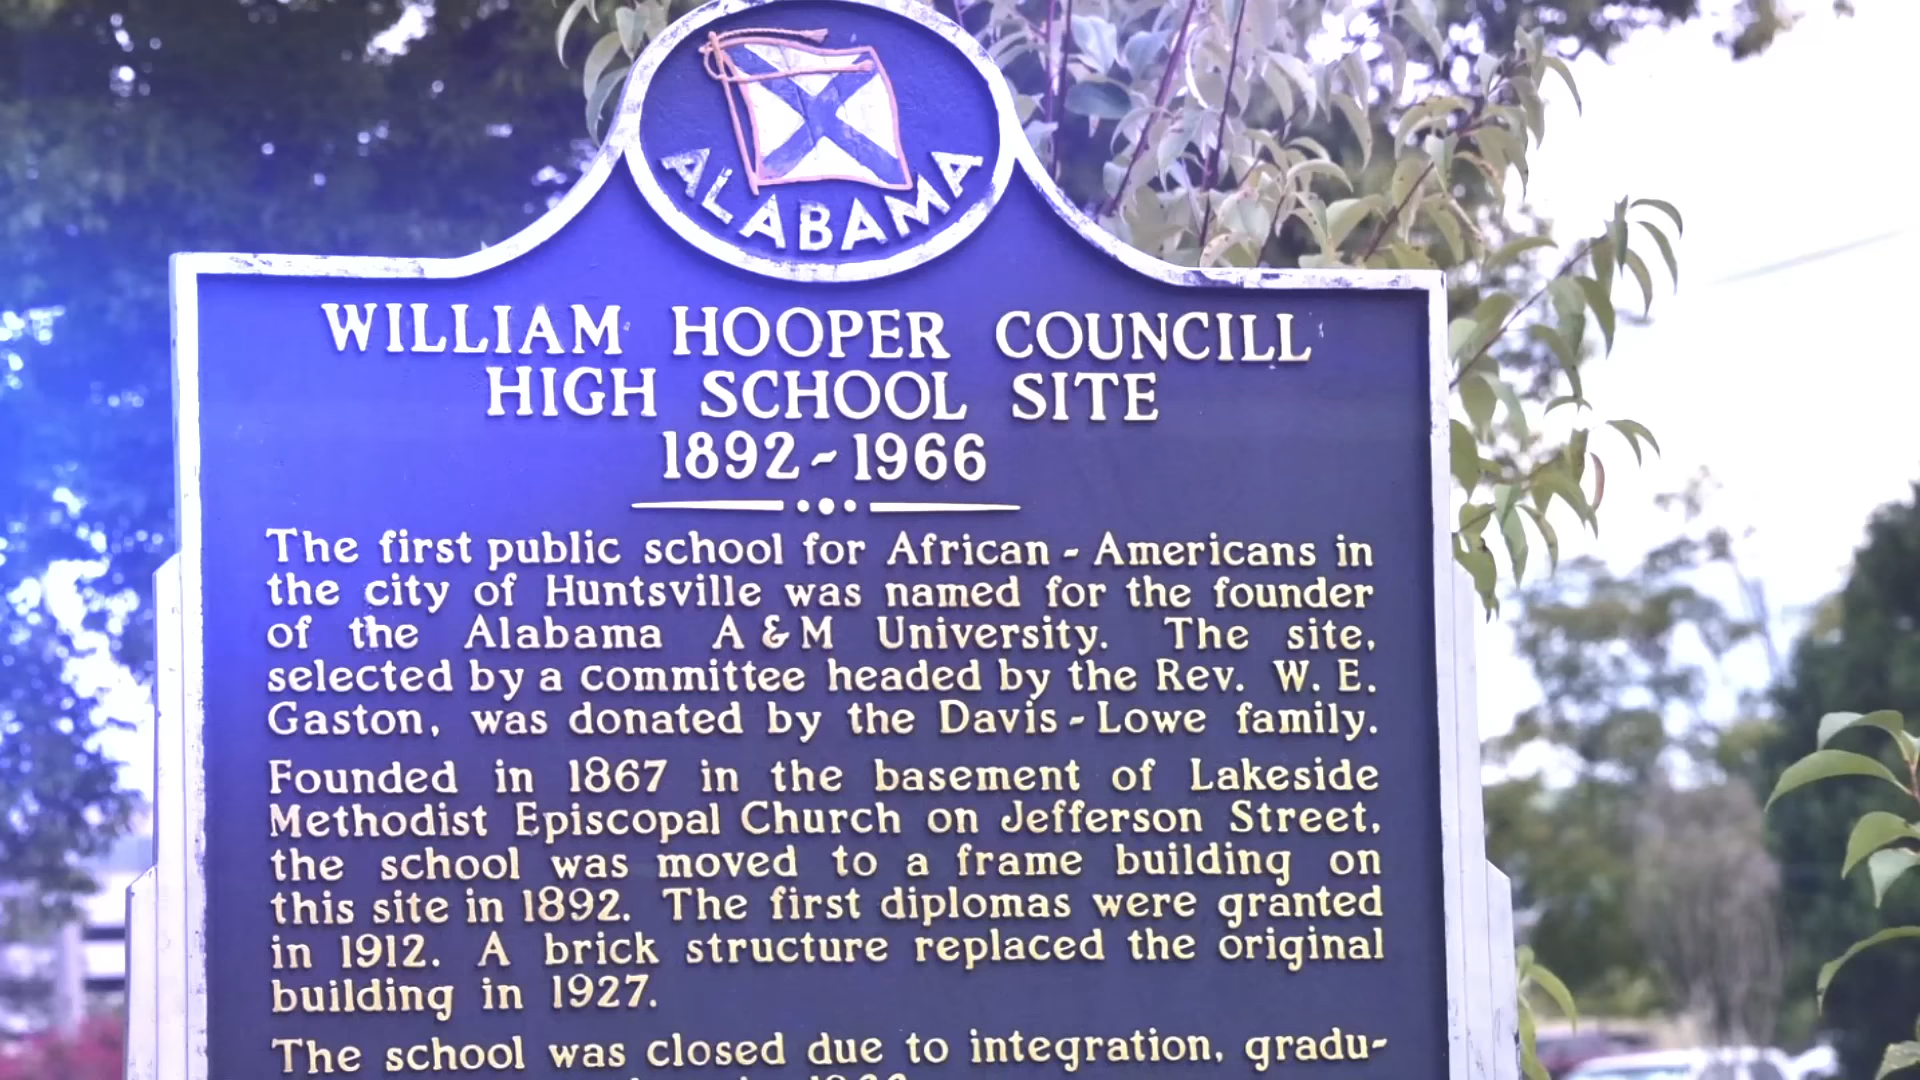 ALABAMA
WILLIAM HOOPER COUNCILL
HIGH SCHOOL SITE
1892~1966
The first public school for African-Americans in
the city of Huntsville was named for the founder
of the Alabama A&M University. The site,
selected by a committee headed by the Rev. W. E.
Gaston, was donated by the Davis-Lowe family.
Founded in 1867 in the basement of Lakeside
Methodist Episcopal Church on Jefferson Street,
the school was moved to a frame building on
this site in 1892. The first diplomas were granted
in 1912. A brick structure replaced the original
building in 1927.
The school was closed due to integration, gradu-